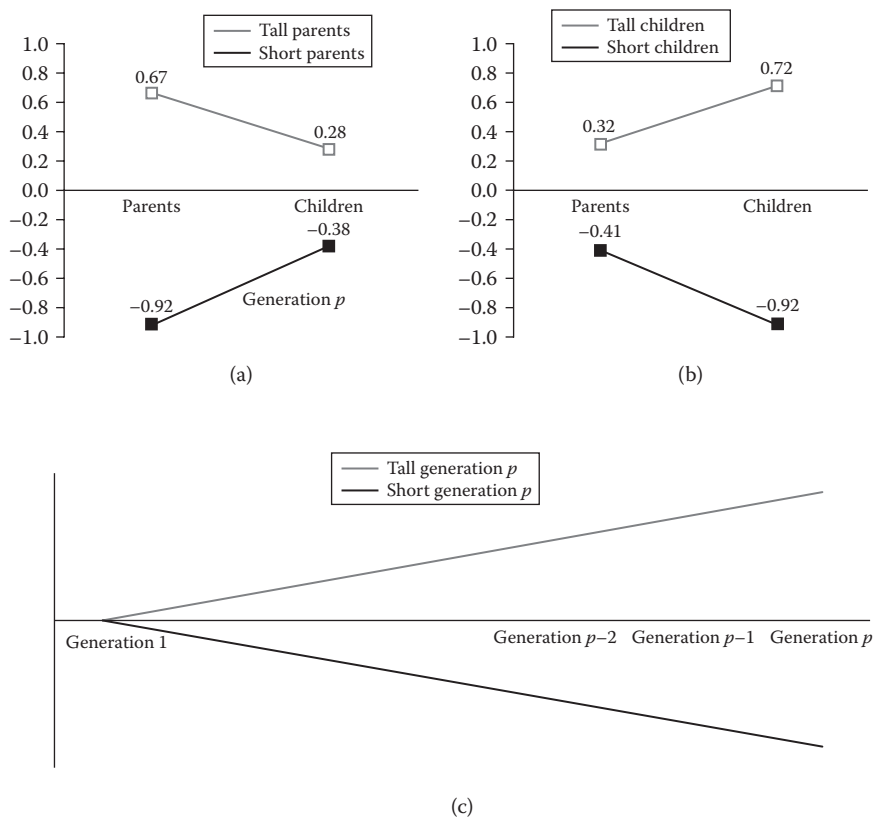 Tall parents
Short parents
1.0
0.8
0.6
0.4
0.2
0.0
−0.2
−0.4
−0.6
−0.8
−1.0
0.67
0.28
Parents
Children
−0.38
Generation p
−0.92
(a)
Tall children
Short children
1.0
0.8
0.6
0.4
0.2
0.0
−0.2
−0.4
−0.6
−0.8
−1.0
0.72
0.32
Parents
Children
−0.41
−0.92
(b)
Tall generation p
Short generation p
Generation 1
Generation p−2
Generation p−1
Generation p
(c)